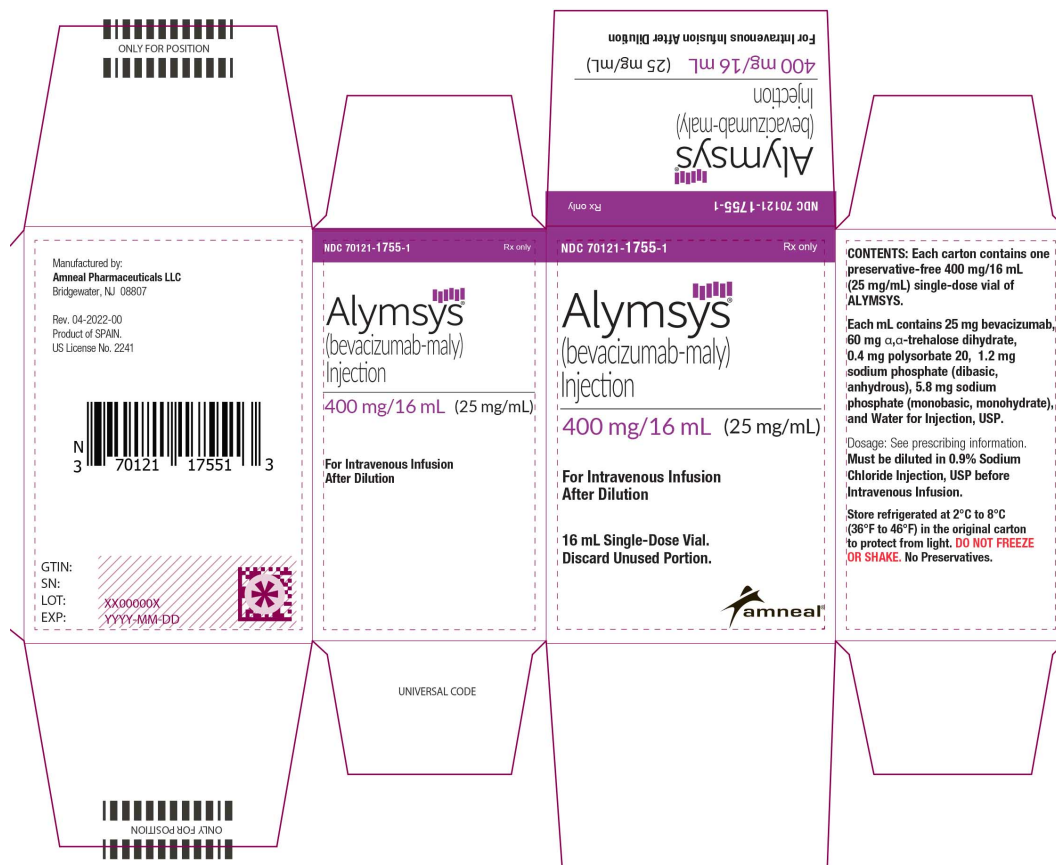 ONLY FOR POSITION
For Intravenous Infusion After Dilution
400 mg/16 mL (25 mg/mL)
Injection
(bevacizumab-maly)
Alymsys®
NDC 70121-1755-1 Rx only
Manufactured by:
Amneal Pharmaceuticals LLC
Bridgewater, NJ 08807
Rev. 04-2022-00
Product of SPAIN.
US License No. 2241
N
3 70121 17551 3
GTIN:
SN:
LOT: XX00000X
EXP: YYYY-MM-DD
NDC 70121-1755-1 Rx only
Alymsys®
(bevacizumab-maly)
Injection
400 mg/16 mL (25 mg/mL)
For Intravenous Infusion
After Dilution
NDC 70121-1755-1 Rx only
Alymsys®
(bevacizumab-maly)
Injection
400 mg/16 mL (25 mg/mL)
For Intravenous Infusion
After Dilution
16 mL Single-Dose Vial.
Discard Unused Portion.
amneal®
CONTENTS: Each carton contains one
preservative-free 400 mg/16 mL
(25 mg/mL) single-dose vial of
ALYMSYS.
Each mL contains 25 mg bevacizumab,
60 mg α,α-trehalose dihydrate,
0.4 mg polysorbate 20, 1.2 mg
sodium phosphate (dibasic,
anhydrous), 5.8 mg sodium
phosphate (monobasic, monohydrate),
and Water for Injection, USP.
Dosage: See prescribing information.
Must be diluted in 0.9% Sodium
Chloride Injection, USP before
Intravenous Infusion.
Store refrigerated at 2°C to 8°C
(36°F to 46°F) in the original carton
to protect from light. DO NOT FREEZE
OR SHAKE. No Preservatives.
UNIVERSAL CODE
ONLY FOR POSITION